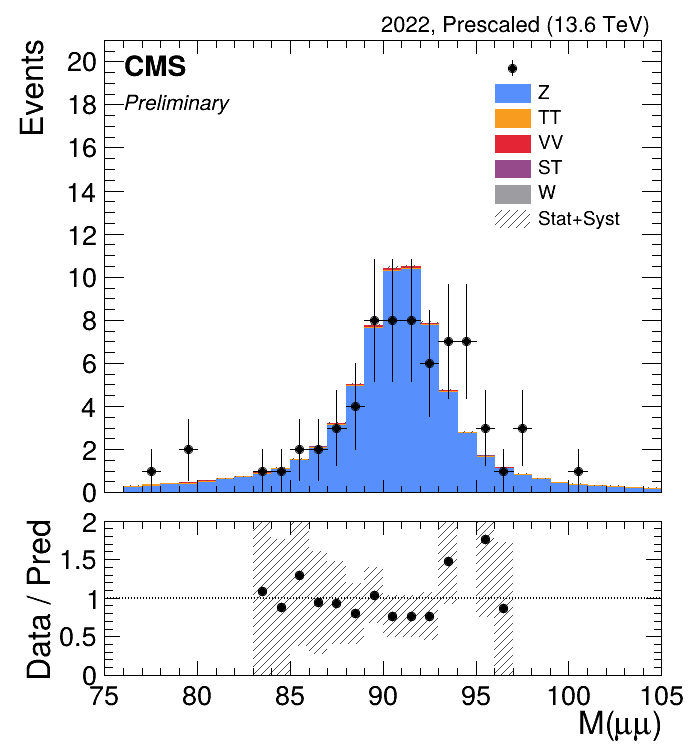 2022, Prescaled (13.6 TeV)
CMS
Preliminary
Events
20
18
16
14
12
10
8
6
4
2
0
Z
TT
VV
ST
W
Stat+Syst
Data / Pred
2
1.5
1
0.5
0
75 80 85 90 95 100 105
M(μμ)